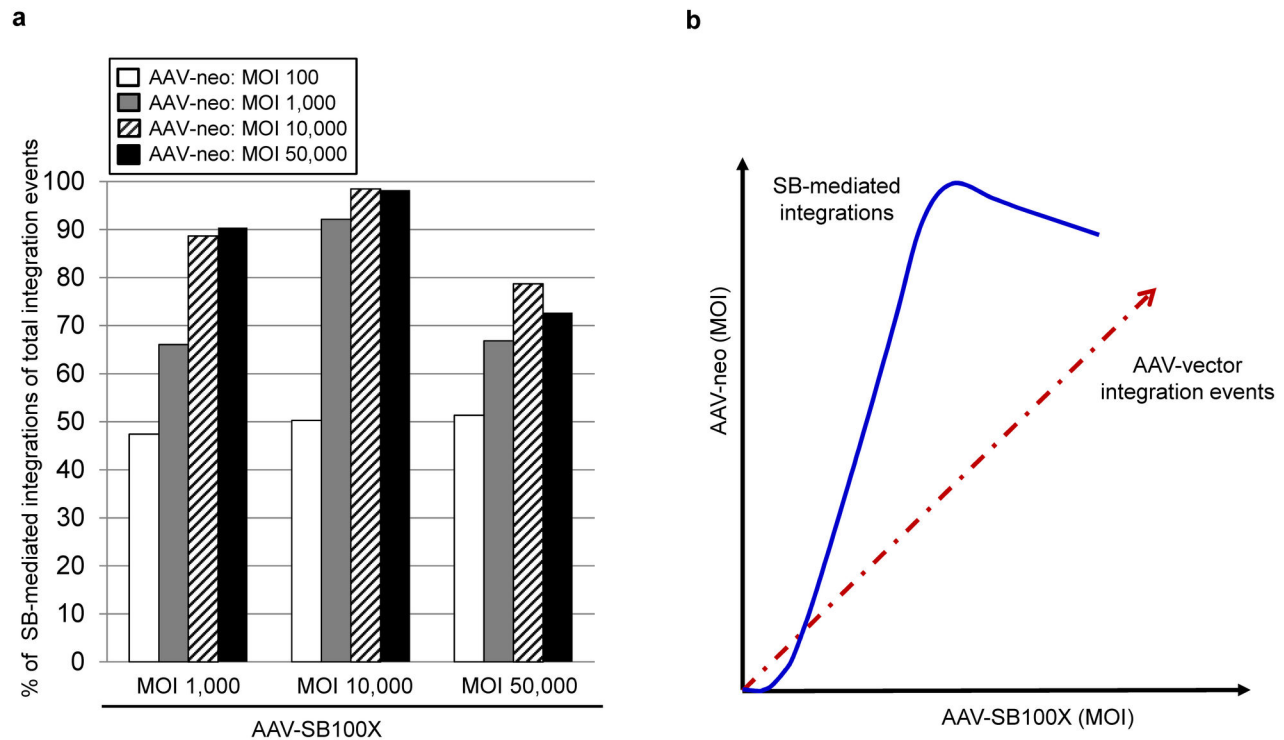 a
AAV-neo: MOI 100
AAV-neo: MOI 1,000
AAV-neo: MOI 10,000
AAV-neo: MOI 50,000
% of SB-mediated integrations of total integration events
100
90
80
70
60
50
40
30
20
10
0
MOI 1,000
MOI 10,000
MOI 50,000
AAV-SB100X
b
SB-mediated
integrations
AAV-neo (MOI)
AAV-vector
integration events
AAV-SB100X (MOI)